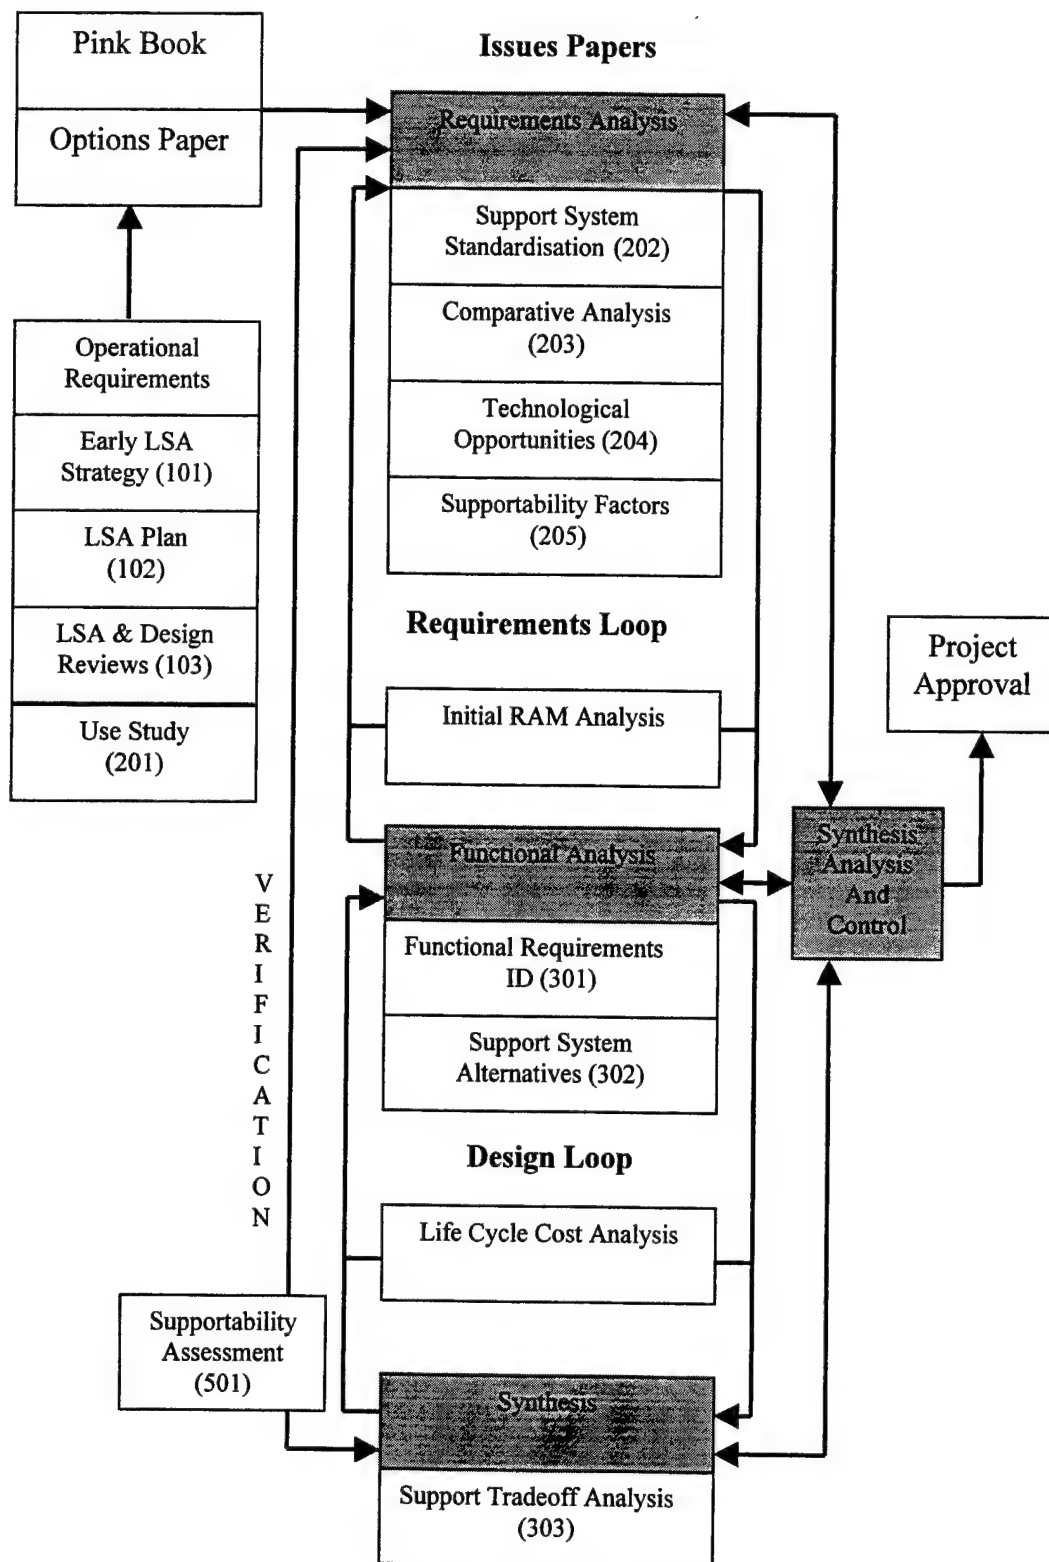 Pink Book
Options Paper
Operational
Requirements
Early LSA
Strategy (101)
LSA Plan
(102)
LSA & Design
Reviews (103)
Use Study
(201)
V
E
R
I
F
I
C
A
T
I
O
N
Supportability
Assessment
(501)
Issues Papers
Requirements Analysis
Support System
Standardisation (202)
Comparative Analysis
(203)
Technological
Opportunities (204)
Supportability Factors
(205)
Requirements Loop
Initial RAM Analysis
Functional Analysis
Functional Requirements
ID (301)
Support System
Alternatives (302)
Design Loop
Life Cycle Cost Analysis
Synthesis
Support Tradeoff Analysis
(303)
Synthesis
Analysis
And
Control
Project
Approval